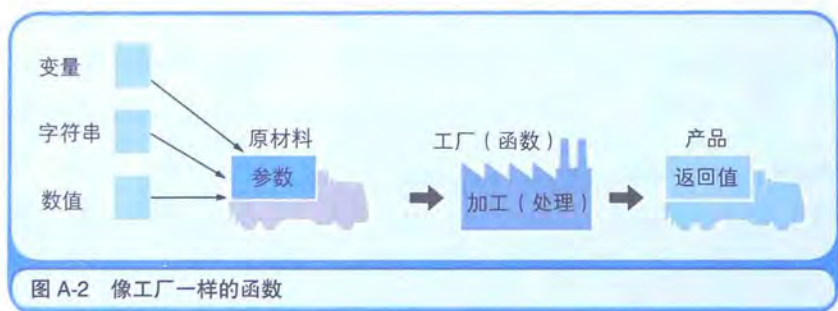 变量
字符串
数值
原材料
参数
工厂（函数）
加工（处理）
产品
返回值
图 A-2 像工厂一样的函数